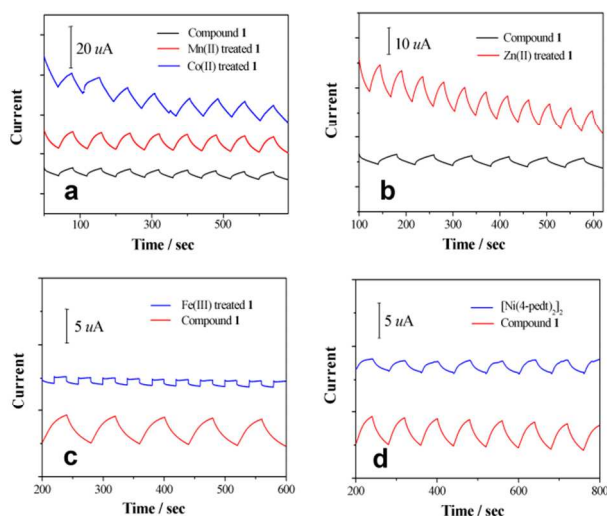 20 uA
Compound 1
Mn(II) treated 1
Co(II) treated 1
Current
a
100
300
500
Time / sec
10 uA
Compound 1
Zn(II) treated 1
Current
b
100
200
300
400
500
600
Time / sec
5 uA
Fe(III) treated 1
Compound 1
Current
c
200
300
400
500
600
Time / sec
5 uA
[Ni(4-pedt)2]2
Compound 1
Current
d
200
400
600
800
Time / sec